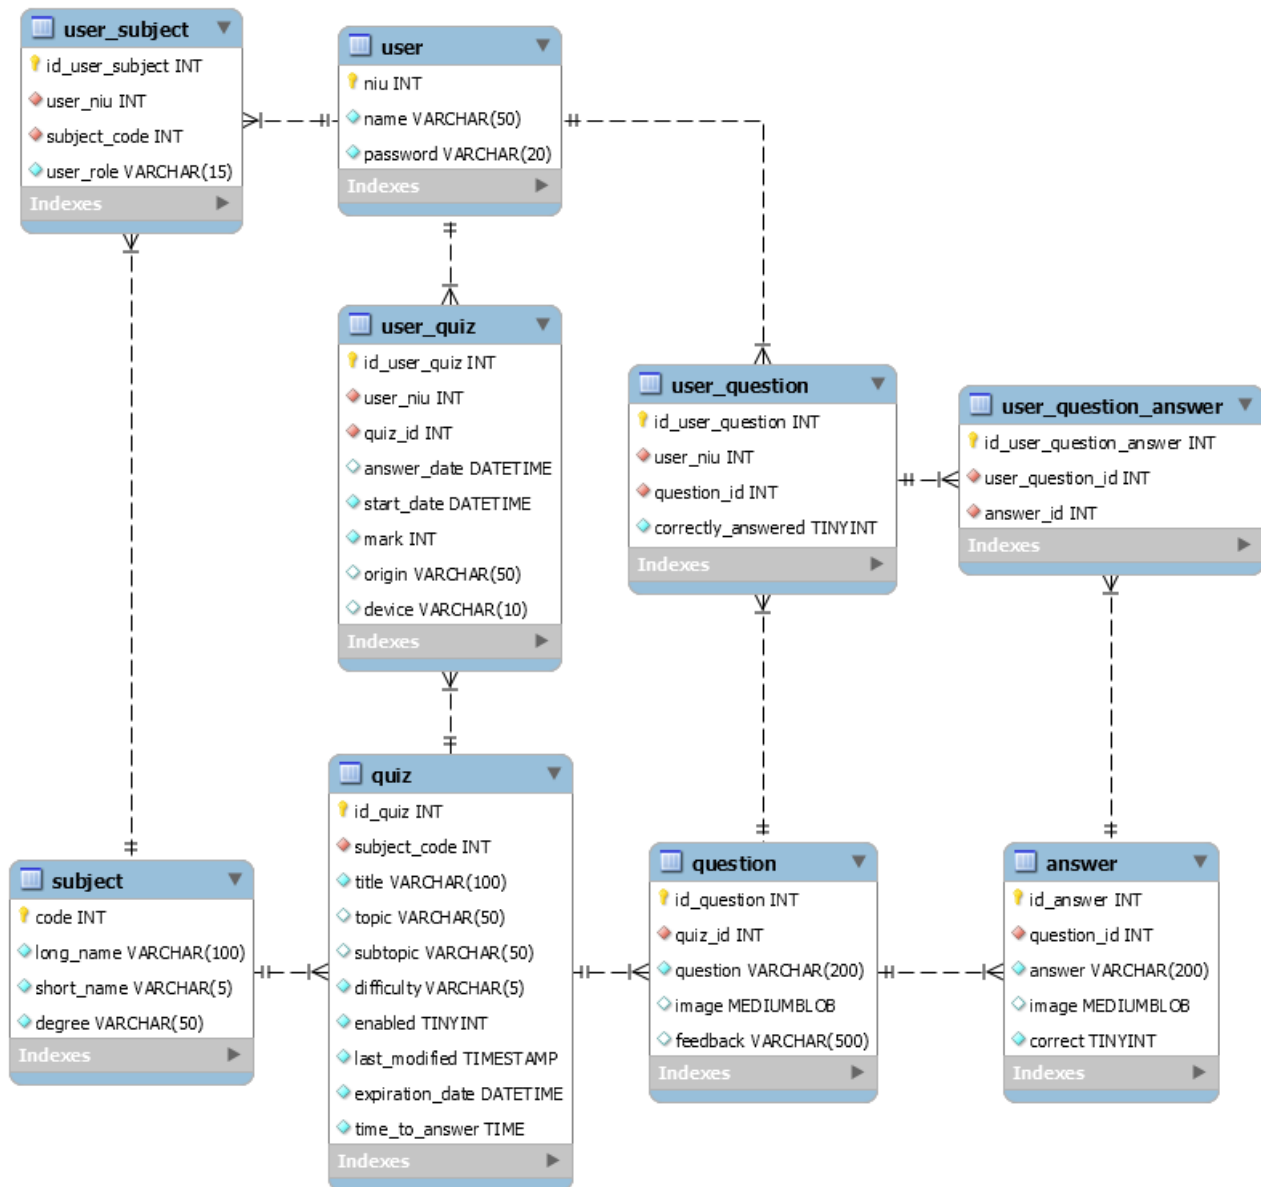 user_subject
id_user_subject INT
user_niu INT
subject_code INT
user_role VARCHAR(15)
Indexes
user
niu INT
name VARCHAR(50)
password VARCHAR(20)
Indexes
user_quiz
id_user_quiz INT
user_niu INT
quiz_id INT
answer_date DATETIME
start_date DATETIME
mark INT
origin VARCHAR(50)
device VARCHAR(10)
Indexes
user_question
id_user_question INT
user_niu INT
question_id INT
correctly_answered TINYINT
Indexes
user_question_answer
id_user_question_answer INT
user_question_id INT
answer_id INT
Indexes
subject
code INT
long_name VARCHAR(100)
short_name VARCHAR(5)
degree VARCHAR(50)
Indexes
quiz
id_quiz INT
subject_code INT
title VARCHAR(100)
topic VARCHAR(50)
subtopic VARCHAR(50)
difficulty VARCHAR(5)
enabled TINYINT
last_modified TIMESTAMP
expiration_date DATETIME
time_to_answer TIME
Indexes
question
id_question INT
quiz_id INT
question VARCHAR(200)
image MEDIUMBLOB
feedback VARCHAR(500)
Indexes
answer
id_answer INT
question_id INT
answer VARCHAR(200)
image MEDIUMBLOB
correct TINYINT
Indexes